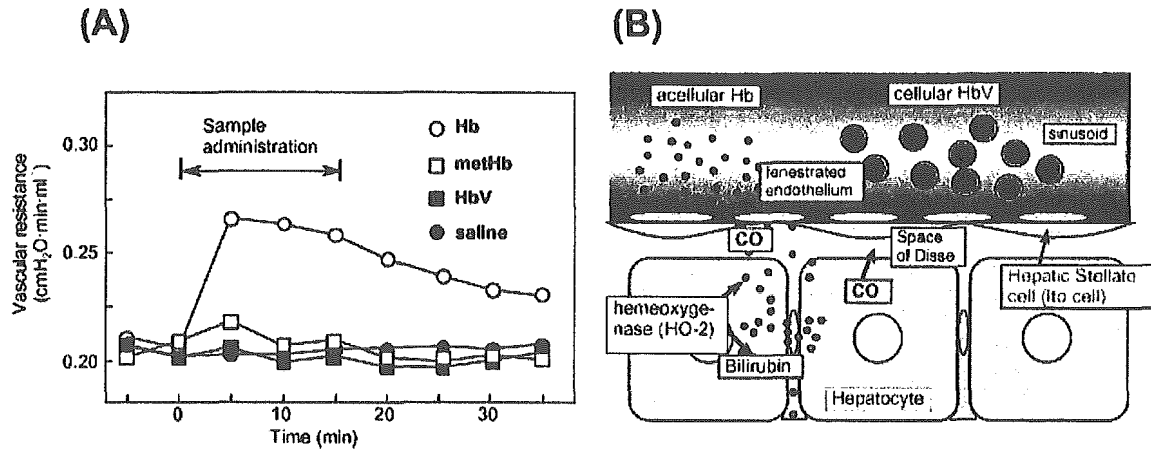 (A)
Vascular resistance
(cmH₂O·min·ml⁻¹)
0.30
0.25
0.20
Sample
administration
Hb
metHb
HbV
saline
0
10
20
30
Time (min)
(B)
acellular Hb
cellular HbV
sinusoid
fenestrated
endothelium
CO
Space
of Disse
CO
Hepatic Stellate
cell (Ito cell)
hemeoxyge-
nase (HO-2)
Bilirubin
Hepatocyte